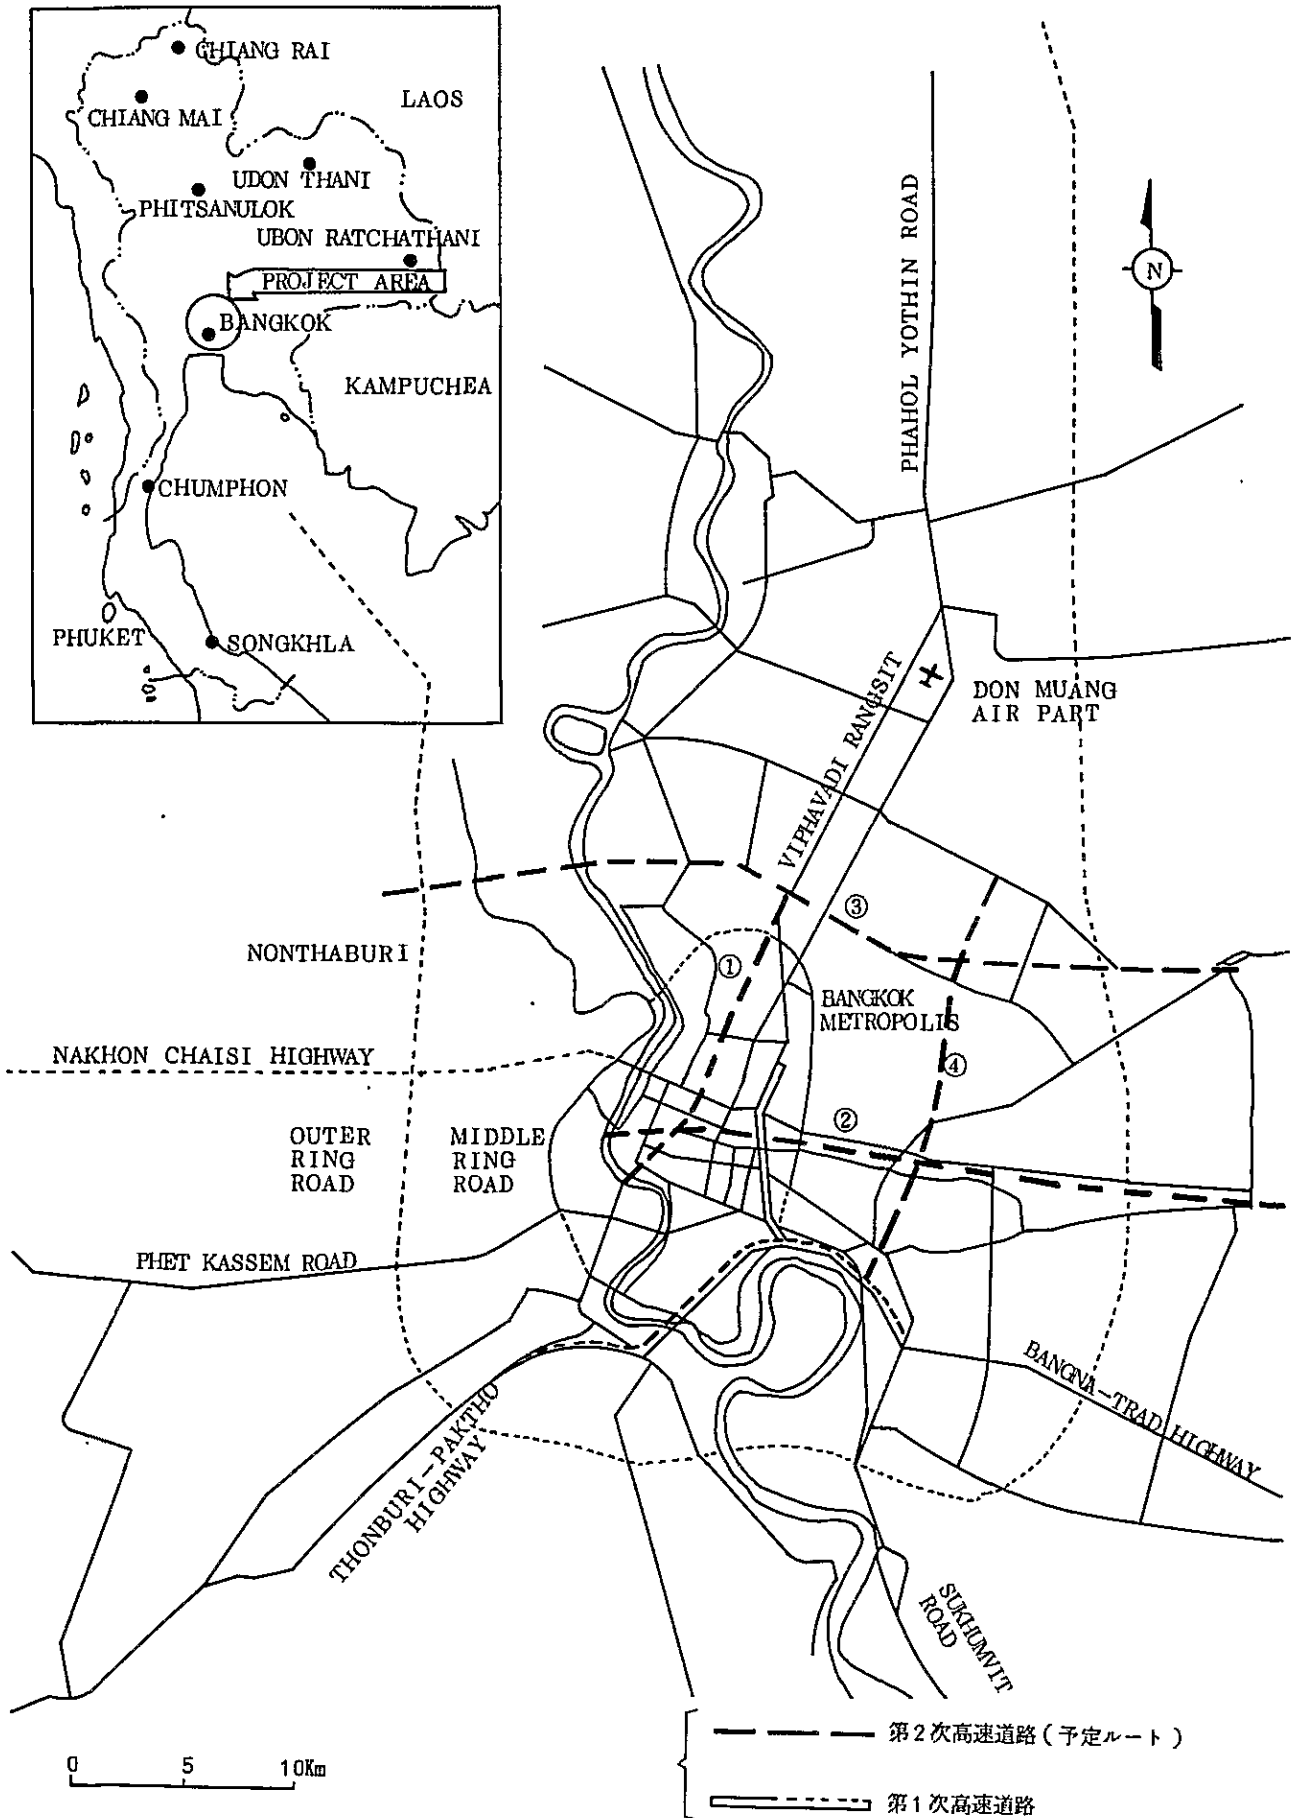 CHIANG RAI
LAOS
CHIANG MAI
UDON THANI
PHITSANULOK
UBON RATCHATHANI
PROJECT AREA
BANGKOK
KAMPUCHEA
CHUMPHON
PHUKET
SONGKHLA
PHAHOL YOTHIN ROAD
N
DON MUANG
AIR PART
VIPHAVADI RANGSIT
③
NONTHABURI
①
BANGKOK
METROPOLIS
NAKHON CHAISI HIGHWAY
④
②
OUTER
RING
ROAD
MIDDLE
RING
ROAD
PHET KASSEM ROAD
BANGNA-TRAD HIGHWAY
THONBURI-PAKTHO
HIGHWAY
SUKHUMVIT
ROAD
第2次高速道路(予定ルート)
0 5 10Km
第1次高速道路